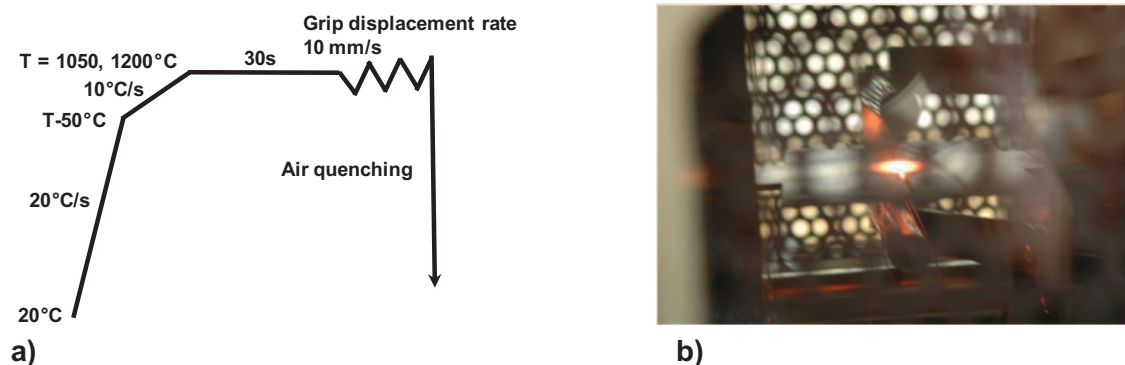 Grip displacement rate
10 mm/s
T = 1050, 1200°C
30s
10°C/s
T-50°C
Air quenching
20°C/s
20°C
a)
b)